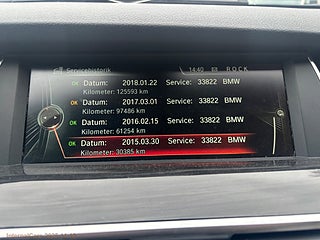 Servicehistorik 14:40 ROCK
OK Datum: 2018.01.22 Service: 33822 BMW
Kilometer: 125593 km
OK Datum: 2017.03.01 Service: 33822 BMW
Kilometer: 97486 km
OK Datum: 2016.02.15 Service: 33822 BMW
Kilometer: 61254 km
OK Datum: 2015.03.30 Service: 33822 BMW
Kilometer: 30385 km